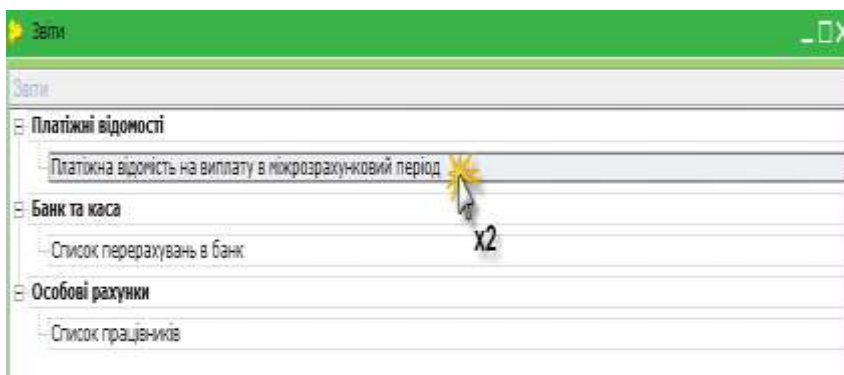 Звіти
Звіти
Платіжні відомості
Платіжна відомість на виплату в міжрозрахунковий період
x2
Банк та каса
Список перерахувань в банк
Особові рахунки
Список працівників